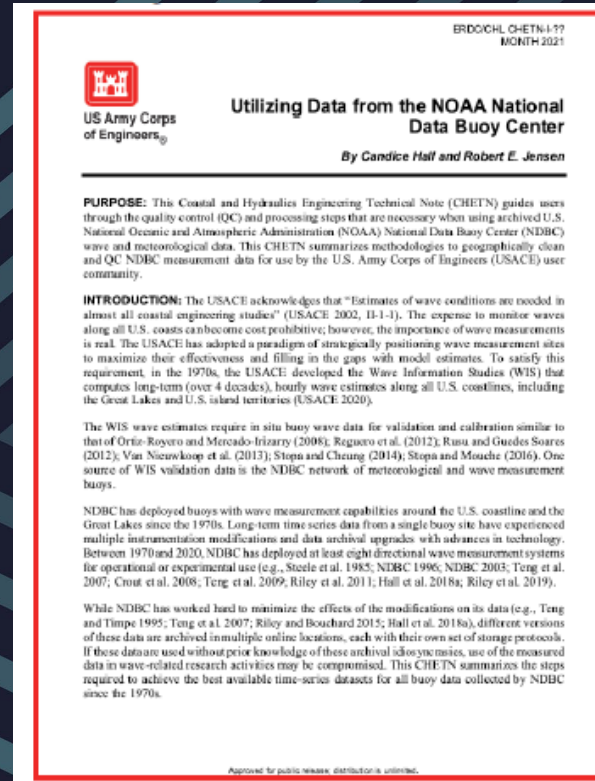 ERDC/CHL CHETN-I-??
MONTH 2021
US Army Corps
of Engineers®
Utilizing Data from the NOAA National
Data Buoy Center
By Candice Hall and Robert E. Jensen
PURPOSE: This Coastal and Hydraulics Engineering Technical Note (CHETN) guides users
through the quality control (QC) and processing steps that are necessary when using archived U.S.
National Oceanic and Atmospheric Administration (NOAA) National Data Buoy Center (NDBC)
wave and meteorological data. This CHETN summarizes methodologies to geographically clean
and QC NDBC measurement data for use by the U.S. Army Corps of Engineers (USACE) user
community.
INTRODUCTION: The USACE acknowledges that “Estimates of wave conditions are needed in
almost all coastal engineering studies” (USACE 2002, II-1-1). The expense to monitor waves
along all U.S. coasts can become cost prohibitive; however, the importance of wave measurements
is real. The USACE has adopted a paradigm of strategically positioning wave measurement sites
to maximize their effectiveness and filling in the gaps with model estimates. To satisfy this
requirement, in the 1970s, the USACE developed the Wave Information Studies (WIS) that
computes long-term (over 4 decades), hourly wave estimates along all U.S. coastlines, including
the Great Lakes and U.S. island territories (USACE 2020).
The WIS wave estimates require in situ buoy wave data for validation and calibration similar to
that of Ortiz-Royero and Mercado-Irizarry (2008); Reguero et al. (2012); Rusu and Guedes Soares
(2012); Van Nieuwkoop et al. (2013); Stopa and Cheung (2014); Stopa and Mouche (2016). One
source of WIS validation data is the NDBC network of meteorological and wave measurement
buoys.
NDBC has deployed buoys with wave measurement capabilities around the U.S. coastline and the
Great Lakes since the 1970s. Long-term time series data from a single buoy site have experienced
multiple instrumentation modifications and data archival upgrades with advances in technology.
Between 1970 and 2020, NDBC has deployed at least eight directional wave measurement systems
for operational or experimental use (e.g., Steele et al. 1985; NDBC 1996; NDBC 2003; Teng et al.
2007; Crout et al. 2008; Teng et al. 2009; Riley et al. 2011; Hall et al. 2018a; Riley et al. 2019).
While NDBC has worked hard to minimize the effects of the modifications on its data (e.g., Teng
and Timpe 1995; Teng et al. 2007; Riley and Bouchard 2015; Hall et al. 2018a), different versions
of these data are archived in multiple online locations, each with their own set of storage protocols.
If these data are used without prior knowledge of these archival idiosyncrasies, use of the measured
data in wave-related research activities may be compromised. This CHETN summarizes the steps
required to achieve the best available time-series datasets for all buoy data collected by NDBC
since the 1970s.
Approved for public release; distribution is unlimited.